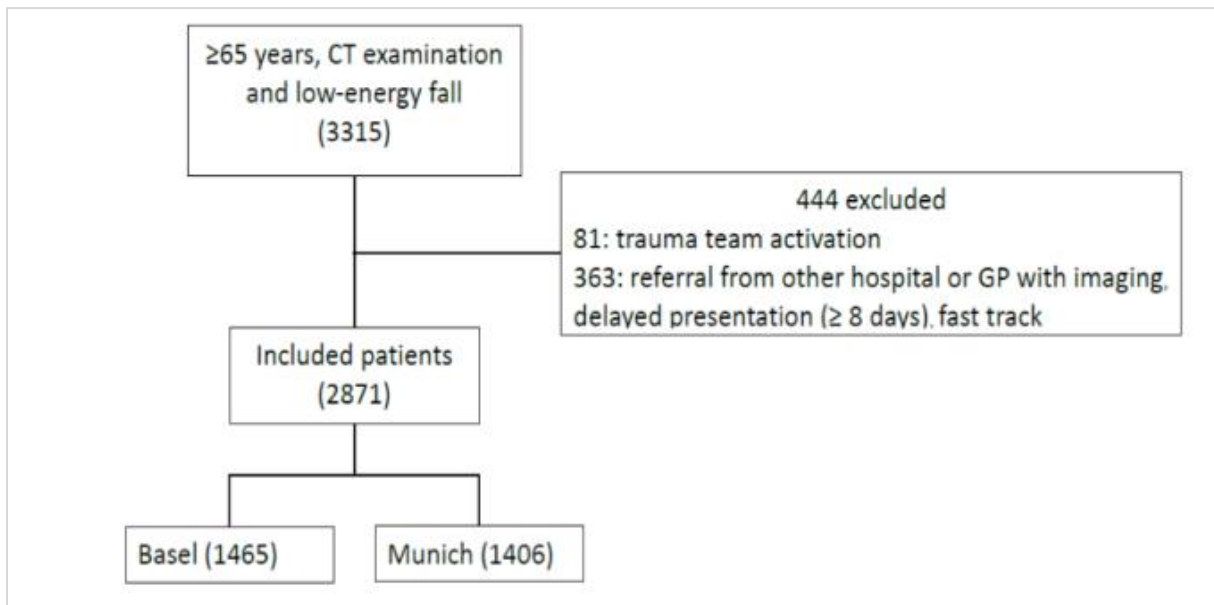 ≥65 years, CT examination
and low-energy fall
(3315)
444 excluded
81: trauma team activation
363: referral from other hospital or GP with imaging,
delayed presentation (≥ 8 days), fast track
Included patients
(2871)
Basel (1465)
Munich (1406)